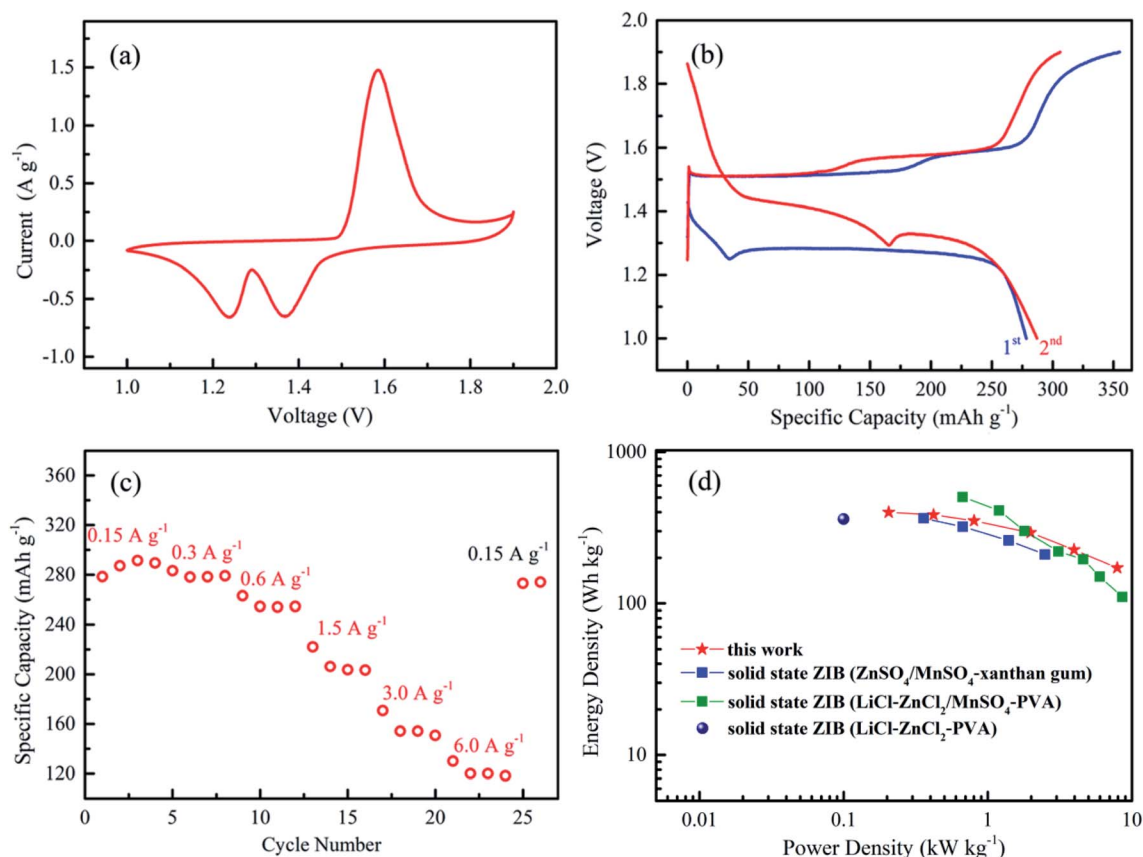 (a)
1.5
1.0
0.5
0.0
-0.5
-1.0
Current (A g⁻¹)
1.0 1.2 1.4 1.6 1.8 2.0
Voltage (V)
(b)
2.0
1.8
1.6
1.4
1.2
1.0
Voltage (V)
1ˢᵗ 2ⁿᵈ
0 50 100 150 200 250 300 350
Specific Capacity (mAh g⁻¹)
(c)
360
320
280
240
200
160
120
Specific Capacity (mAh g⁻¹)
0.15 A g⁻¹
0.3 A g⁻¹
0.6 A g⁻¹
1.5 A g⁻¹
3.0 A g⁻¹
6.0 A g⁻¹
0.15 A g⁻¹
0 5 10 15 20 25
Cycle Number
(d)
1000
100
10
Energy Density (Wh kg⁻¹)
this work
solid state ZIB (ZnSO₄/MnSO₄-xanthan gum)
solid state ZIB (LiCl-ZnCl₂/MnSO₄-PVA)
solid state ZIB (LiCl-ZnCl₂-PVA)
0.01 0.1 1 10
Power Density (kW kg⁻¹)